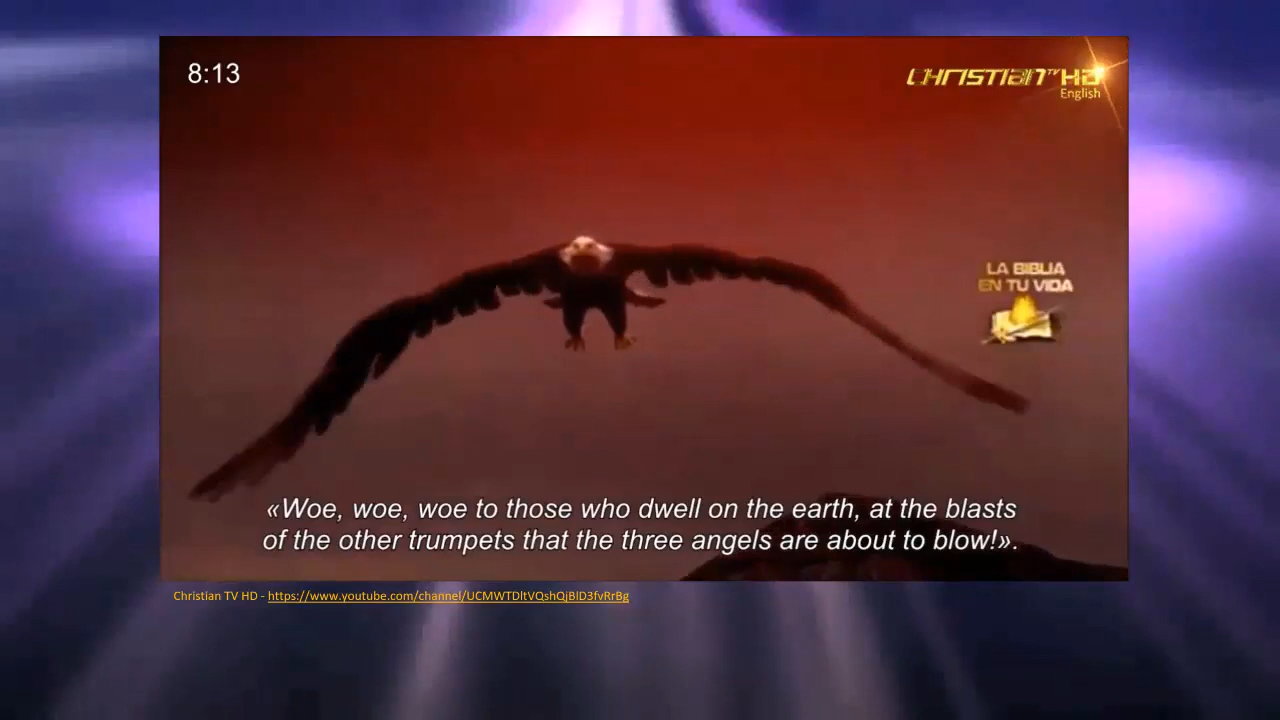 8:13
CHRISTIAN TV HD
English
LA BIBLIA
EN TU VIDA
«Woe, woe, woe to those who dwell on the earth, at the blasts
of the other trumpets that the three angels are about to blow!».
Christian TV HD - https://www.youtube.com/channel/UCMWTDltVQshQjBlD3fvRrBg